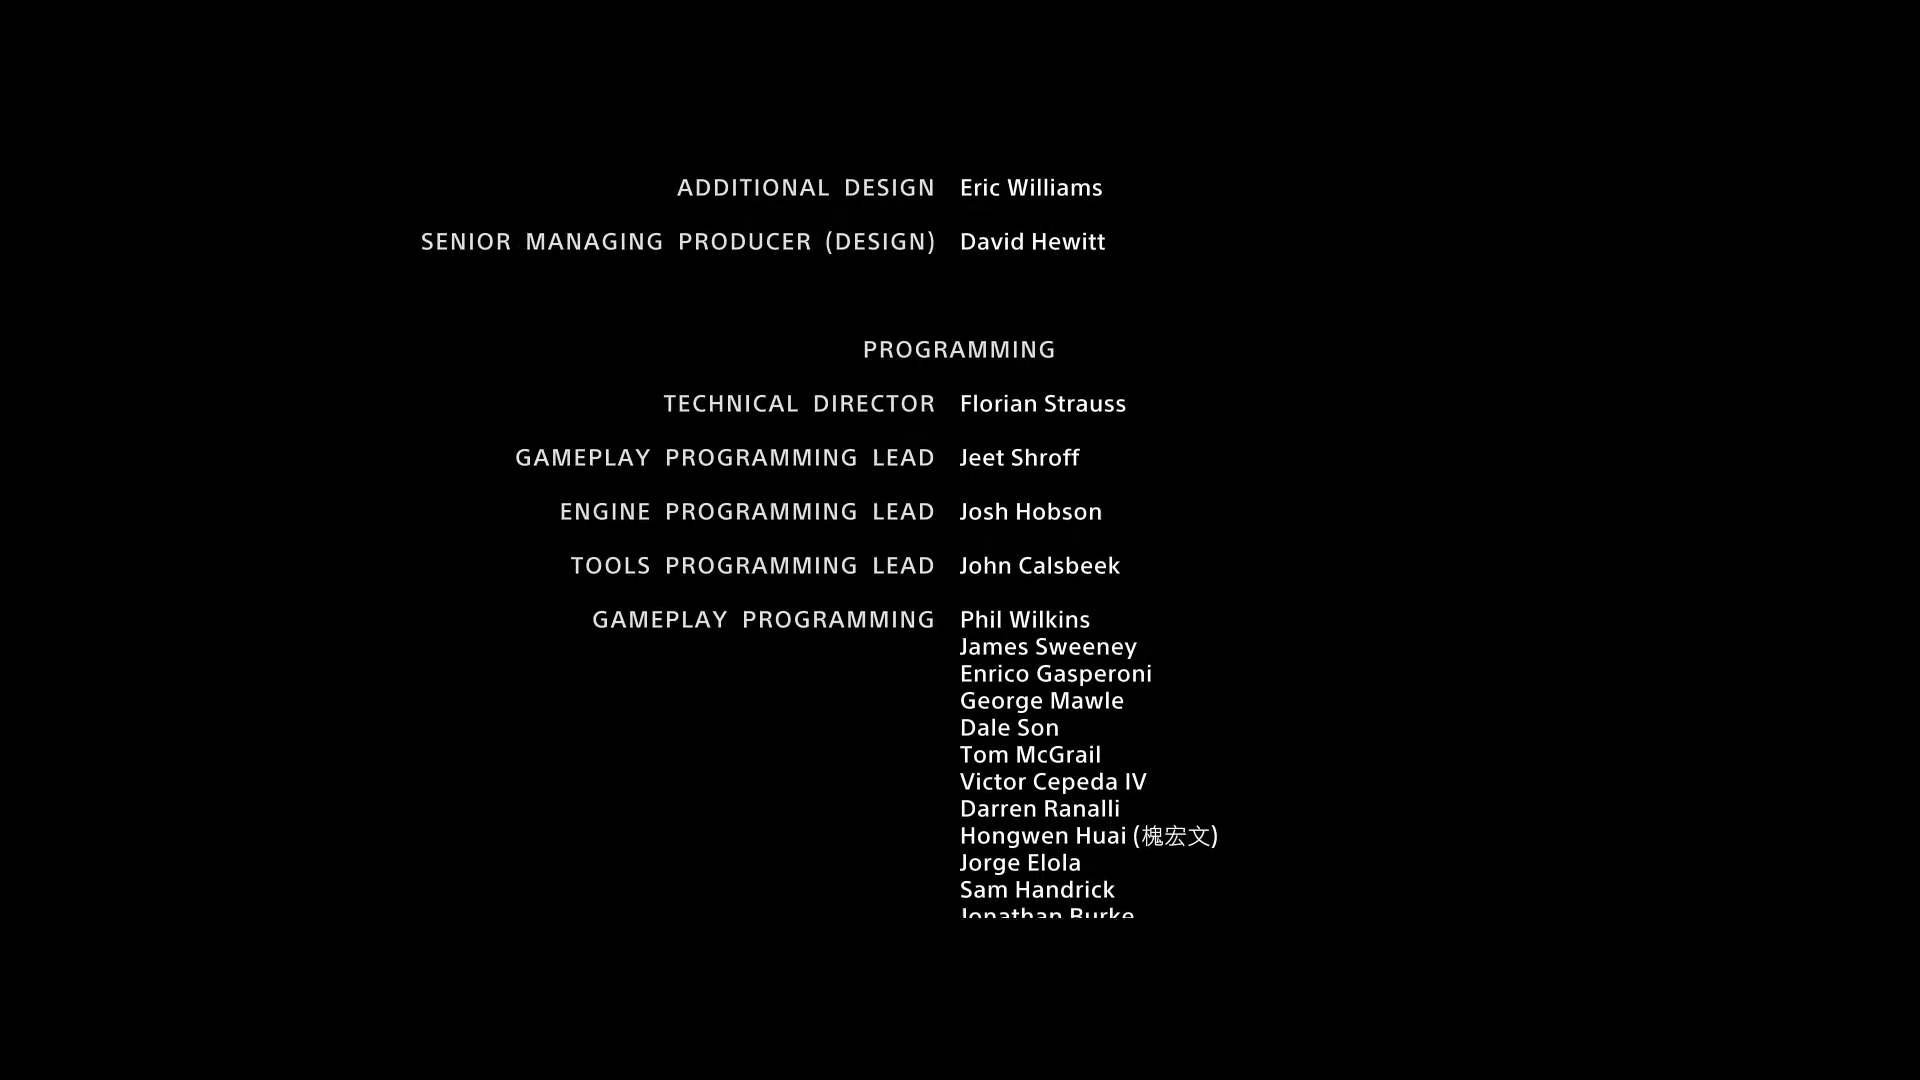 ADDITIONAL DESIGN Eric Williams
SENIOR MANAGING PRODUCER (DESIGN) David Hewitt
PROGRAMMING
TECHNICAL DIRECTOR Florian Strauss
GAMEPLAY PROGRAMMING LEAD Jeet Shroff
ENGINE PROGRAMMING LEAD Josh Hobson
TOOLS PROGRAMMING LEAD John Calsbeek
GAMEPLAY PROGRAMMING Phil Wilkins
James Sweeney
Enrico Gasperoni
George Mawle
Dale Son
Tom McGrail
Victor Cepeda IV
Darren Ranalli
Hongwen Huai (槐宏文)
Jorge Elola
Sam Handrick
Jonathan Burke